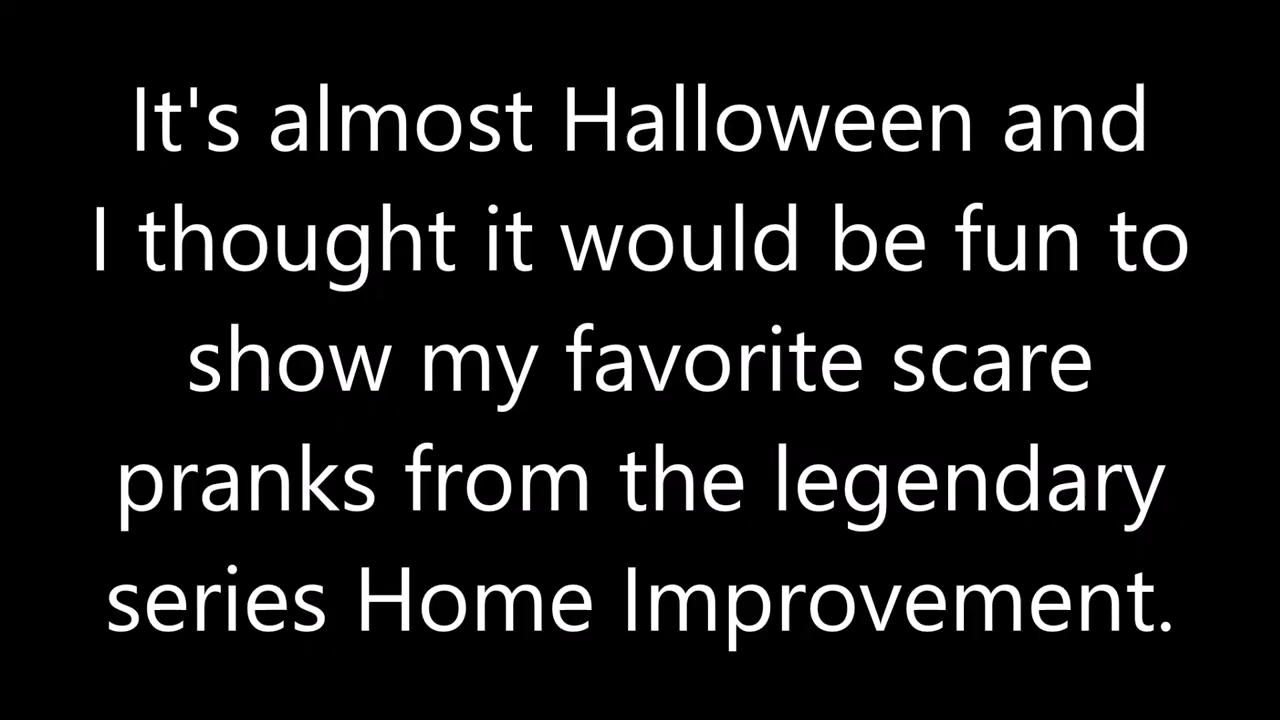 It's almost Halloween and
I thought it would be fun to
show my favorite scare
pranks from the legendary
series Home Improvement.